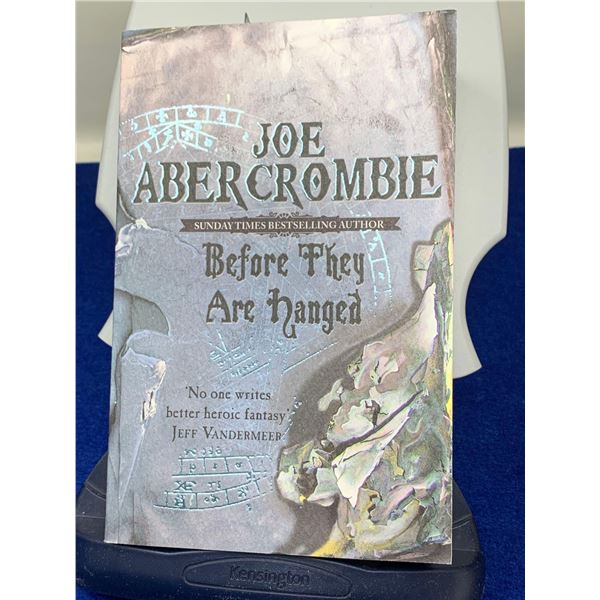 JOE
ABERCROMBIE
SUNDAY TIMES BESTSELLING AUTHOR
Before They
Are Hanged
'No one writes
better heroic fantasy'
JEFF VANDERMEER
Kensington